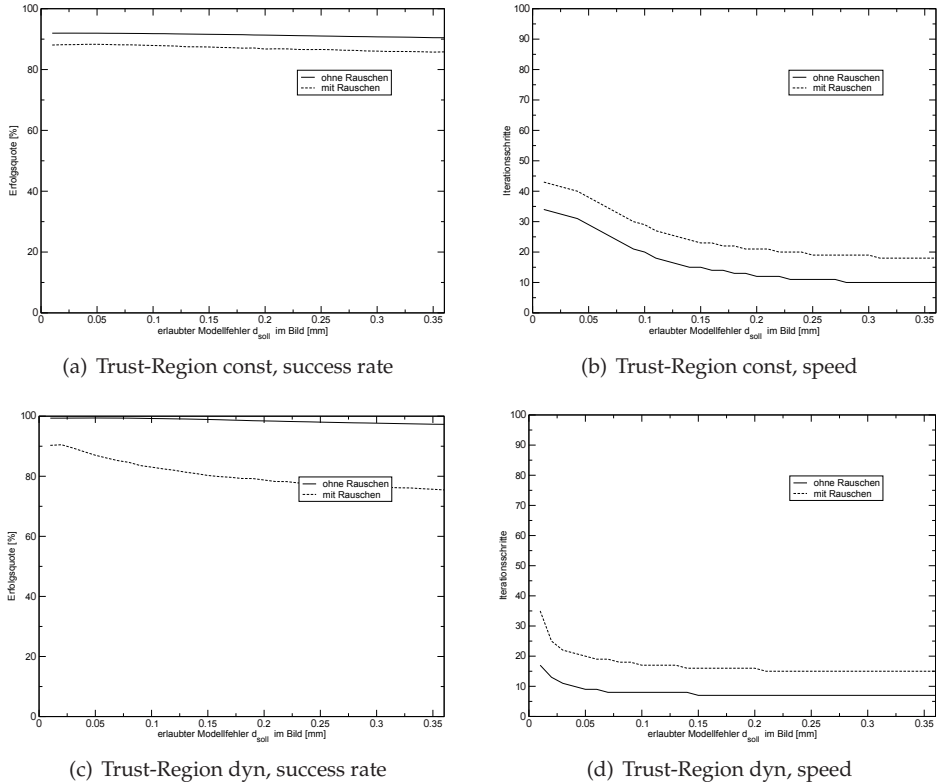 100
80
60
40
20
0
Erfolgsquote [%]
ohne Rauschen
mit Rauschen
0 0.05 0.1 0.15 0.2 0.25 0.3 0.35
erlaubter Modellfehler d_soll im Bild [mm]
(a) Trust-Region const, success rate
100
90
80
70
60
50
40
30
20
10
0
Iterationsschritte
ohne Rauschen
mit Rauschen
0 0.05 0.1 0.15 0.2 0.25 0.3 0.35
erlaubter Modellfehler d_soll im Bild [mm]
(b) Trust-Region const, speed
100
80
60
40
20
0
Erfolgsquote [%]
ohne Rauschen
mit Rauschen
0 0.05 0.1 0.15 0.2 0.25 0.3 0.35
erlaubter Modellfehler d_soll im Bild [mm]
(c) Trust-Region dyn, success rate
100
90
80
70
60
50
40
30
20
10
0
Iterationsschritte
ohne Rauschen
mit Rauschen
0 0.05 0.1 0.15 0.2 0.25 0.3 0.35
erlaubter Modellfehler d_soll im Bild [mm]
(d) Trust-Region dyn, speed